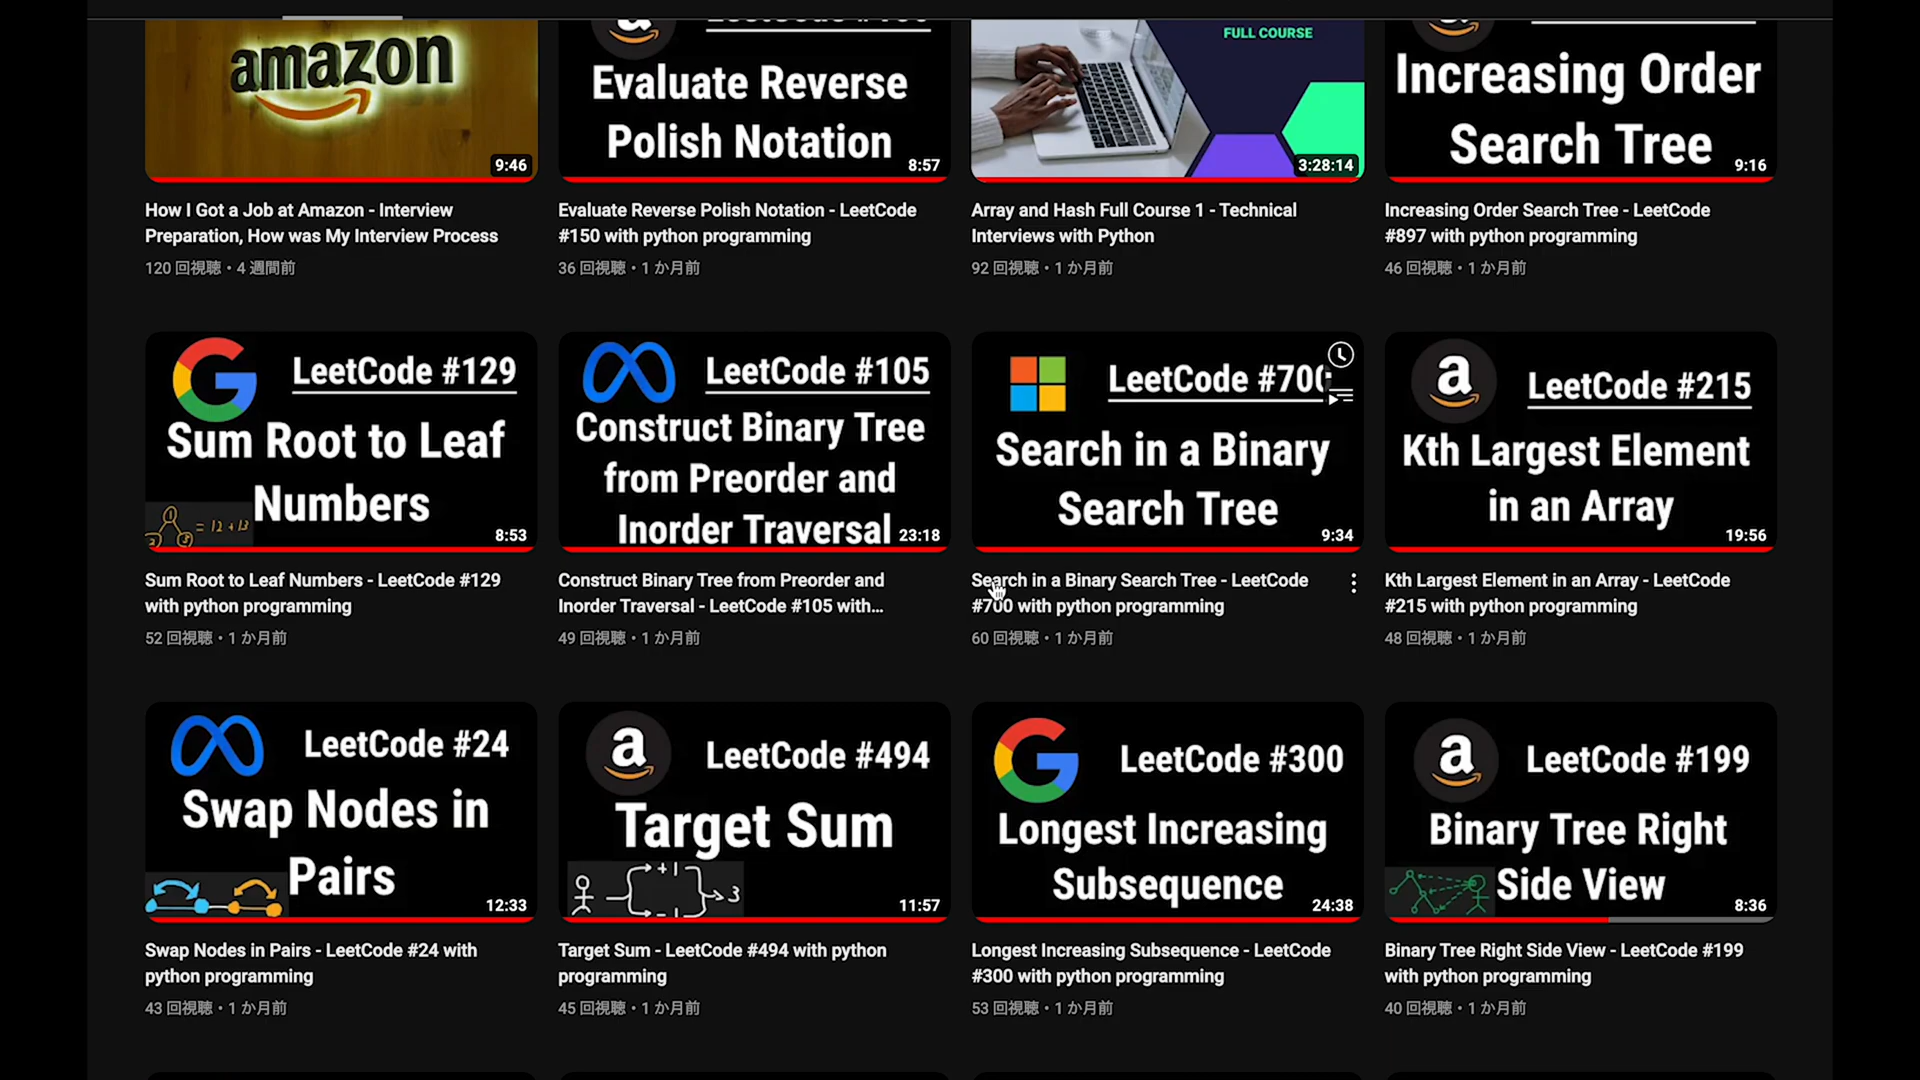 amazon
9:46
Evaluate Reverse
Polish Notation
8:57
FULL COURSE
3:28:14
Increasing Order
Search Tree
9:16
How I Got a Job at Amazon - Interview
Preparation, How was My Interview Process
120 回視聴・4 週間前
Evaluate Reverse Polish Notation - LeetCode
#150 with python programming
36 回視聴・1 か月前
Array and Hash Full Course 1 - Technical
Interviews with Python
92 回視聴・1 か月前
Increasing Order Search Tree - LeetCode
#897 with python programming
46 回視聴・1 か月前
LeetCode #129
Sum Root to Leaf
Numbers
= 12 + 13
8:53
LeetCode #105
Construct Binary Tree
from Preorder and
Inorder Traversal
23:18
LeetCode #700
Search in a Binary
Search Tree
9:34
a
LeetCode #215
Kth Largest Element
in an Array
19:56
Sum Root to Leaf Numbers - LeetCode #129
with python programming
52 回視聴・1 か月前
Construct Binary Tree from Preorder and
Inorder Traversal - LeetCode #105 with...
49 回視聴・1 か月前
Search in a Binary Search Tree - LeetCode
#700 with python programming
60 回視聴・1 か月前
Kth Largest Element in an Array - LeetCode
#215 with python programming
48 回視聴・1 か月前
LeetCode #24
Swap Nodes in
Pairs
12:33
a
LeetCode #494
Target Sum
+1
-1
3
11:57
LeetCode #300
Longest Increasing
Subsequence
24:38
a
LeetCode #199
Binary Tree Right
Side View
8:36
Swap Nodes in Pairs - LeetCode #24 with
python programming
43 回視聴・1 か月前
Target Sum - LeetCode #494 with python
programming
45 回視聴・1 か月前
Longest Increasing Subsequence - LeetCode
#300 with python programming
53 回視聴・1 か月前
Binary Tree Right Side View - LeetCode #199
with python programming
40 回視聴・1 か月前